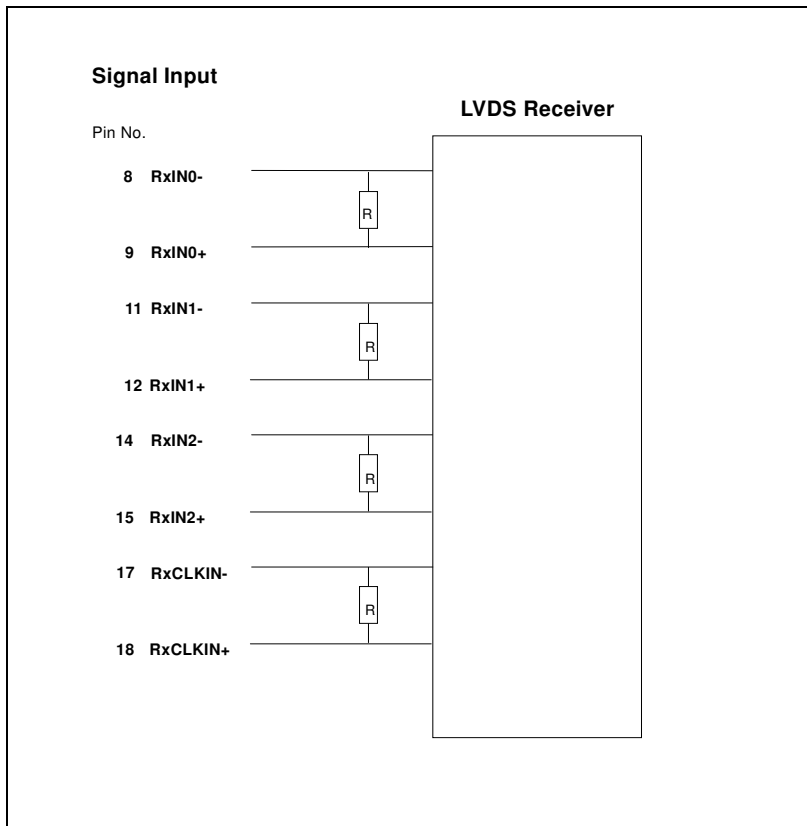 Signal Input
LVDS Receiver
Pin No.
8 RxIN0-
R
9 RxIN0+
11 RxIN1-
R
12 RxIN1+
14 RxIN2-
R
15 RxIN2+
17 RxCLKIN-
R
18 RxCLKIN+